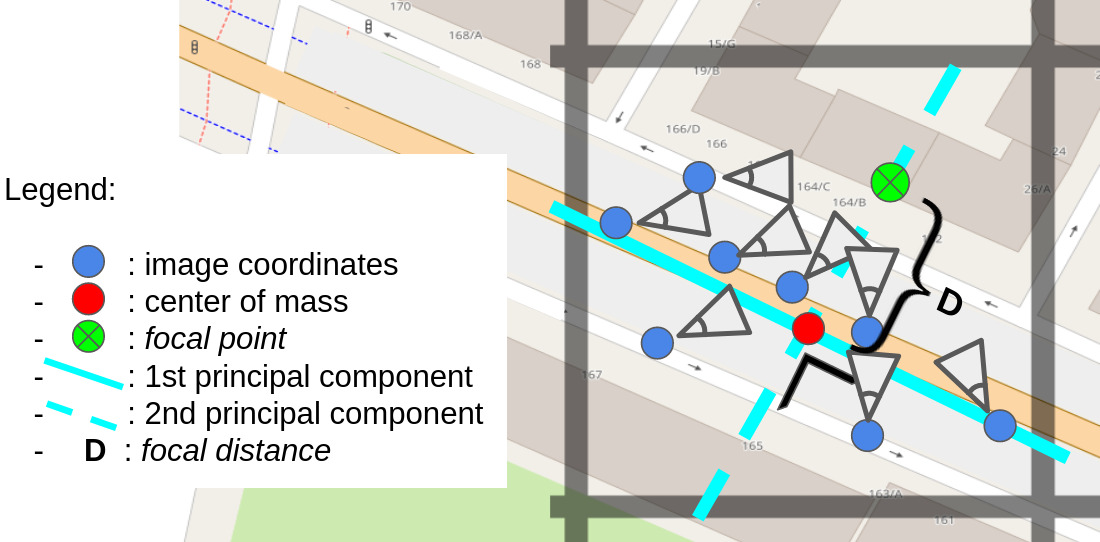 170
168/A
168
15/G
19/B
166/D
166
164/C
164/B
24
26/A
Legend:
- : image coordinates
- : center of mass
- : focal point
- : 1st principal component
- : 2nd principal component
- D : focal distance
D
167
165
163/A
161